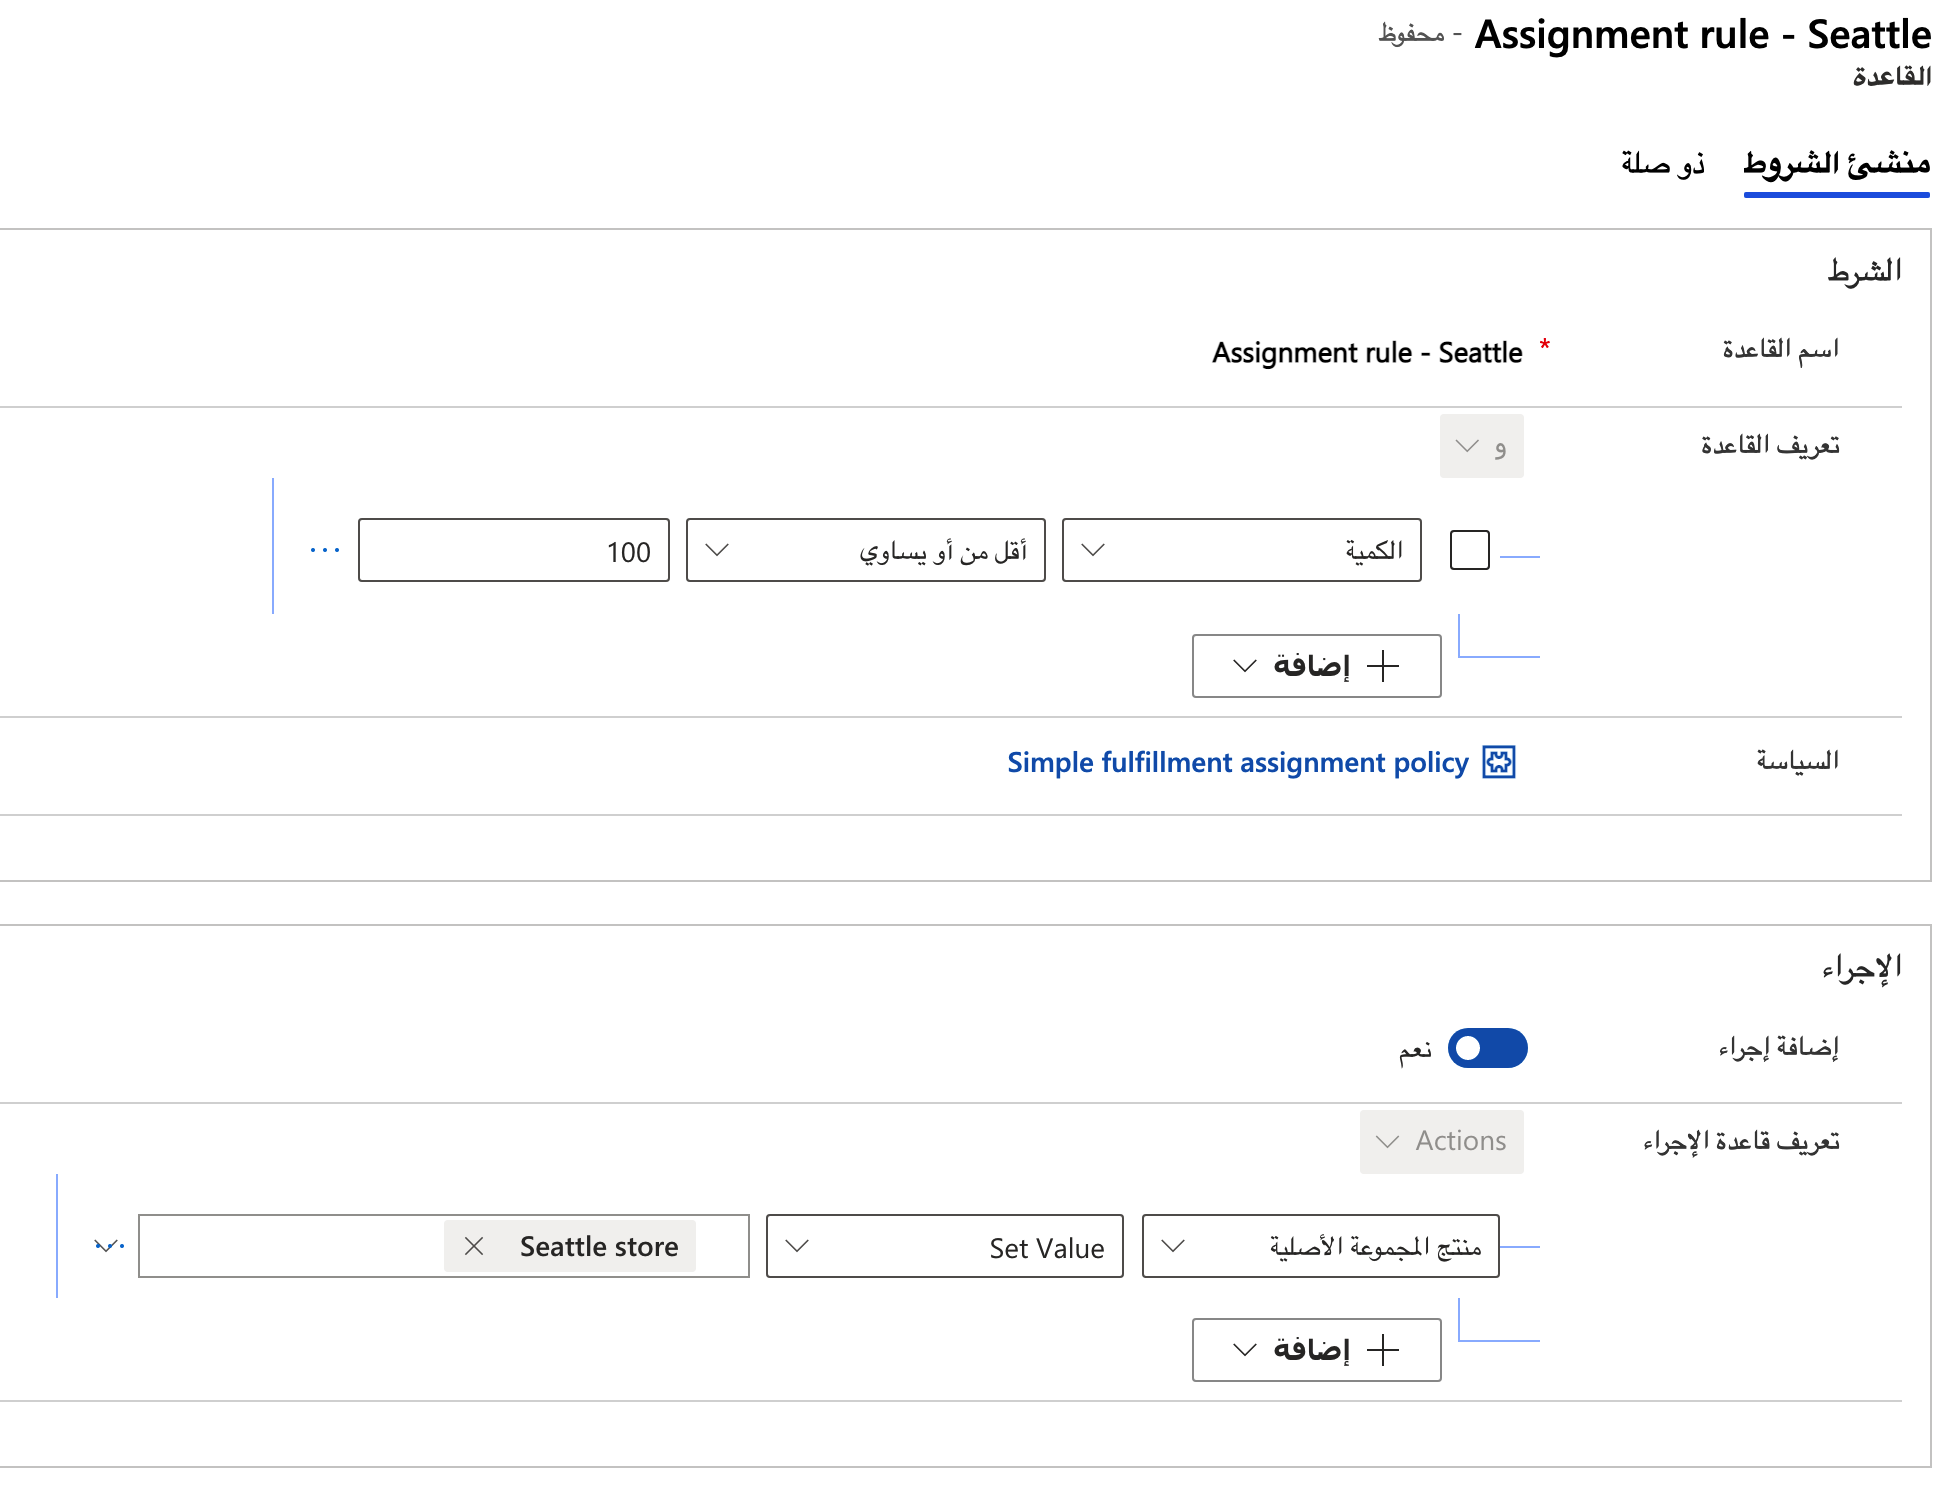 Assignment rule - Seattle - محفوظ
القاعدة
منشئ الشروط ذو صلة
الشرط
اسم القاعدة * Assignment rule - Seattle
تعريف القاعدة و
الكمية أقل من أو يساوي 100 ...
+ إضافة
السياسة Simple fulfillment assignment policy
الإجراء
إضافة إجراء نعم
تعريف قاعدة الإجراء Actions
منتج المجموعة الأصلية Set Value Seattle store ...
+ إضافة